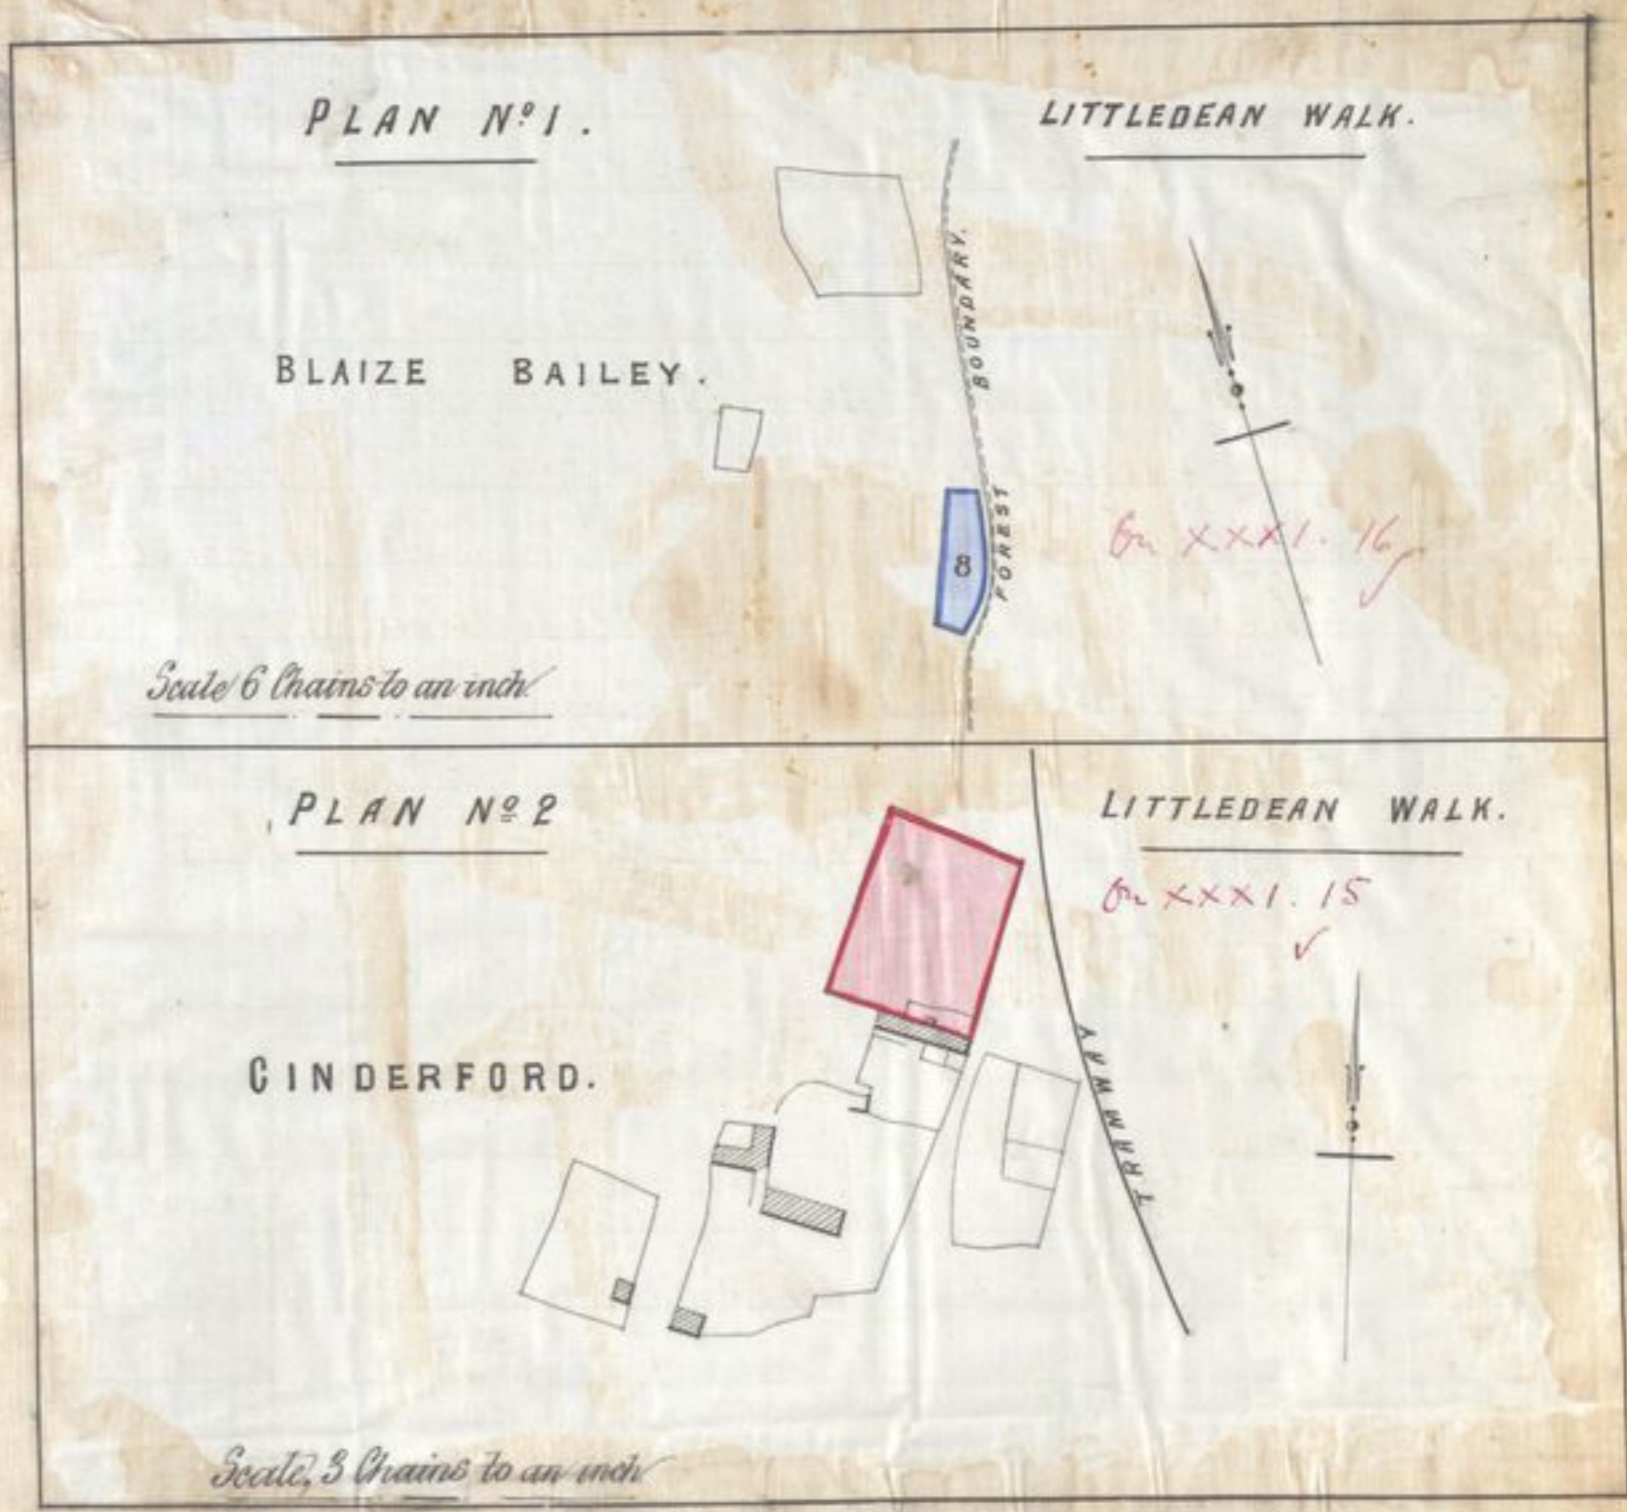 PLAN Nº 1.
LITTLEDEAN WALK.
BLAIZE BAILEY.
FOREST BOUNDARY.
8
On XXXI. 16
Scale 6 Chains to an inch
PLAN Nº 2
LITTLEDEAN WALK.
On XXXI. 15
CINDERFORD.
TRAMWAY
Scale, 3 Chains to an inch